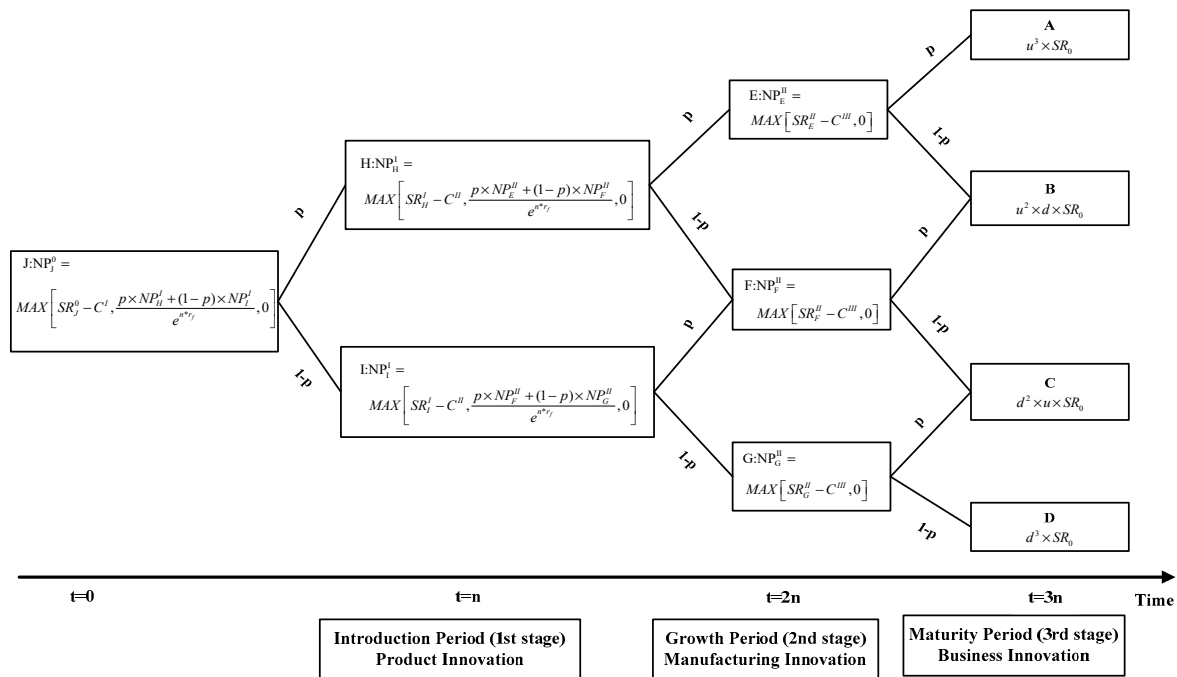 A
u³ × SR₀
p
E:NP_E^II =
MAX[SR_E^II − C^III, 0]
p
1-p
H:NP_H^I =
MAX[SR_H^I − C^II, (p × NP_E^II + (1 − p) × NP_F^II) / e^(n*r_f), 0]
B
u² × d × SR₀
p
1-p
p
J:NP_J^0 =
MAX[SR_J^0 − C^I, (p × NP_H^I + (1 − p) × NP_I^I) / e^(n*r_f), 0]
F:NP_F^II =
MAX[SR_F^II − C^III, 0]
1-p
p
1-p
I:NP_I^I =
MAX[SR_I^I − C^II, (p × NP_F^II + (1 − p) × NP_G^II) / e^(n*r_f), 0]
C
d² × u × SR₀
1-p
p
G:NP_G^II =
MAX[SR_G^II − C^III, 0]
1-p
D
d³ × SR₀
t=0
t=n
t=2n
t=3n
Time
Introduction Period (1st stage)
Product Innovation
Growth Period (2nd stage)
Manufacturing Innovation
Maturity Period (3rd stage)
Business Innovation